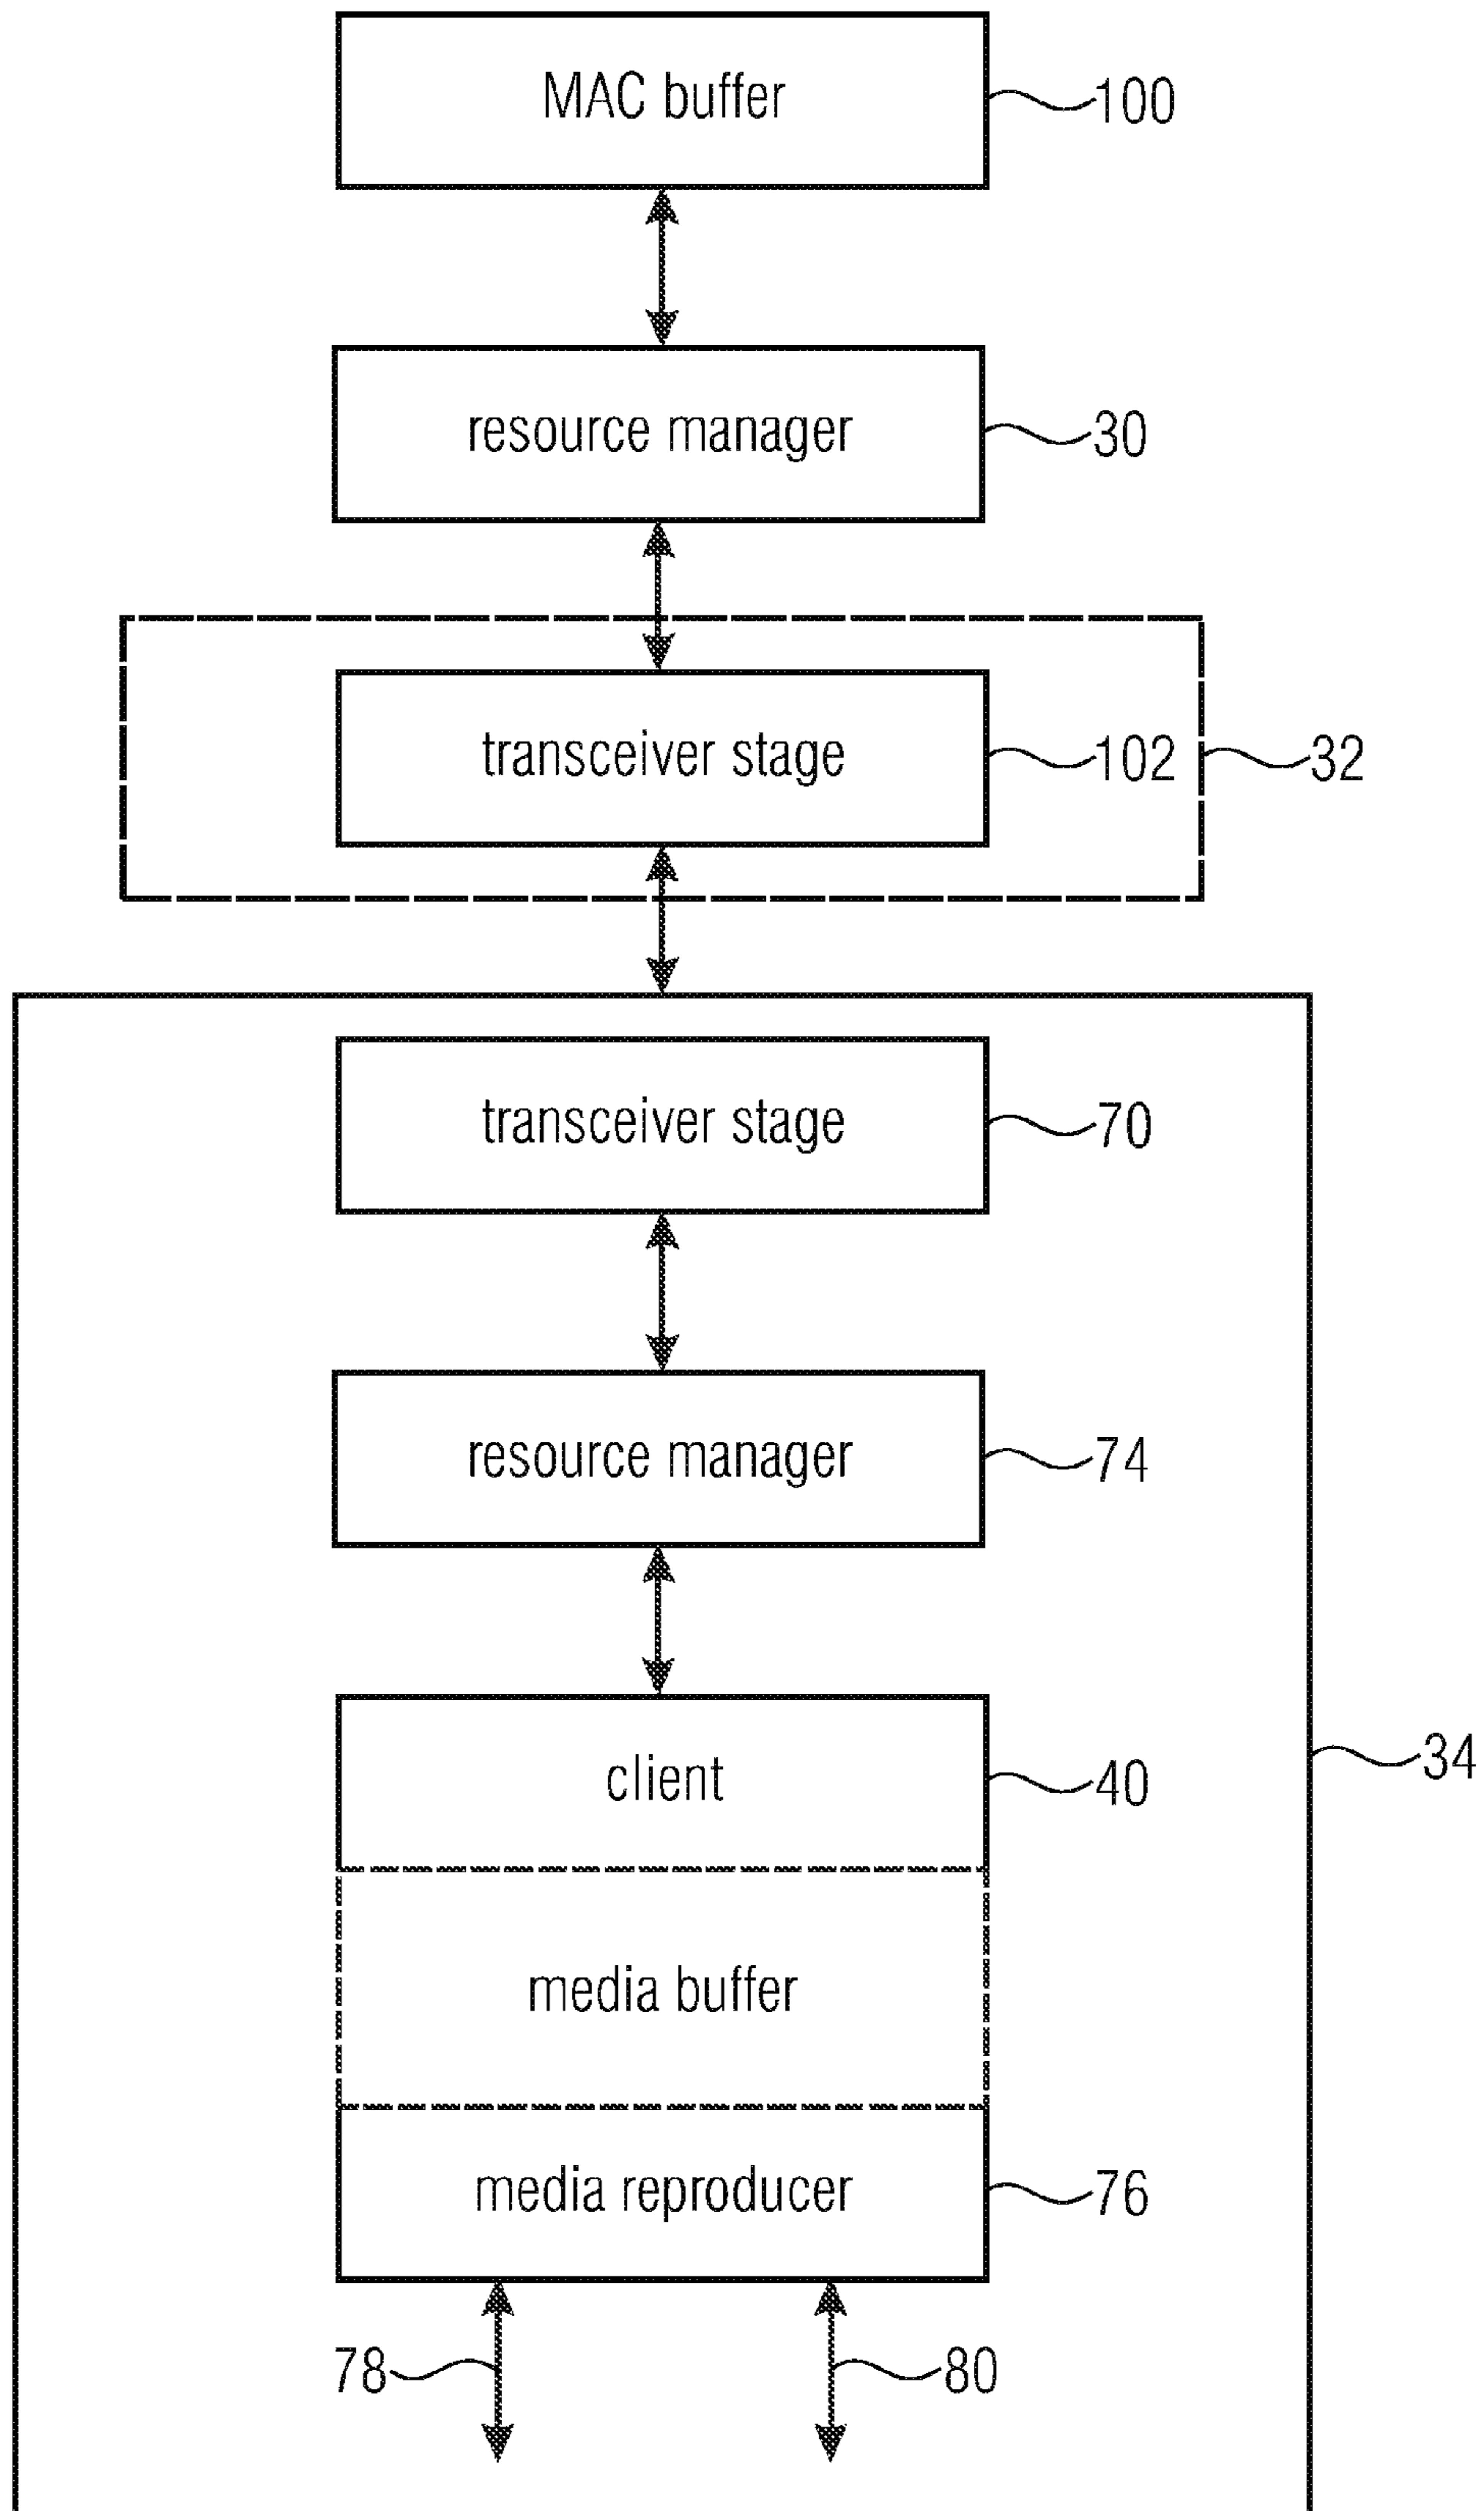 MAC buffer 100
resource manager 30
transceiver stage 102 32
transceiver stage 70
resource manager 74
client 40
34
media buffer
media reproducer 76
78 80